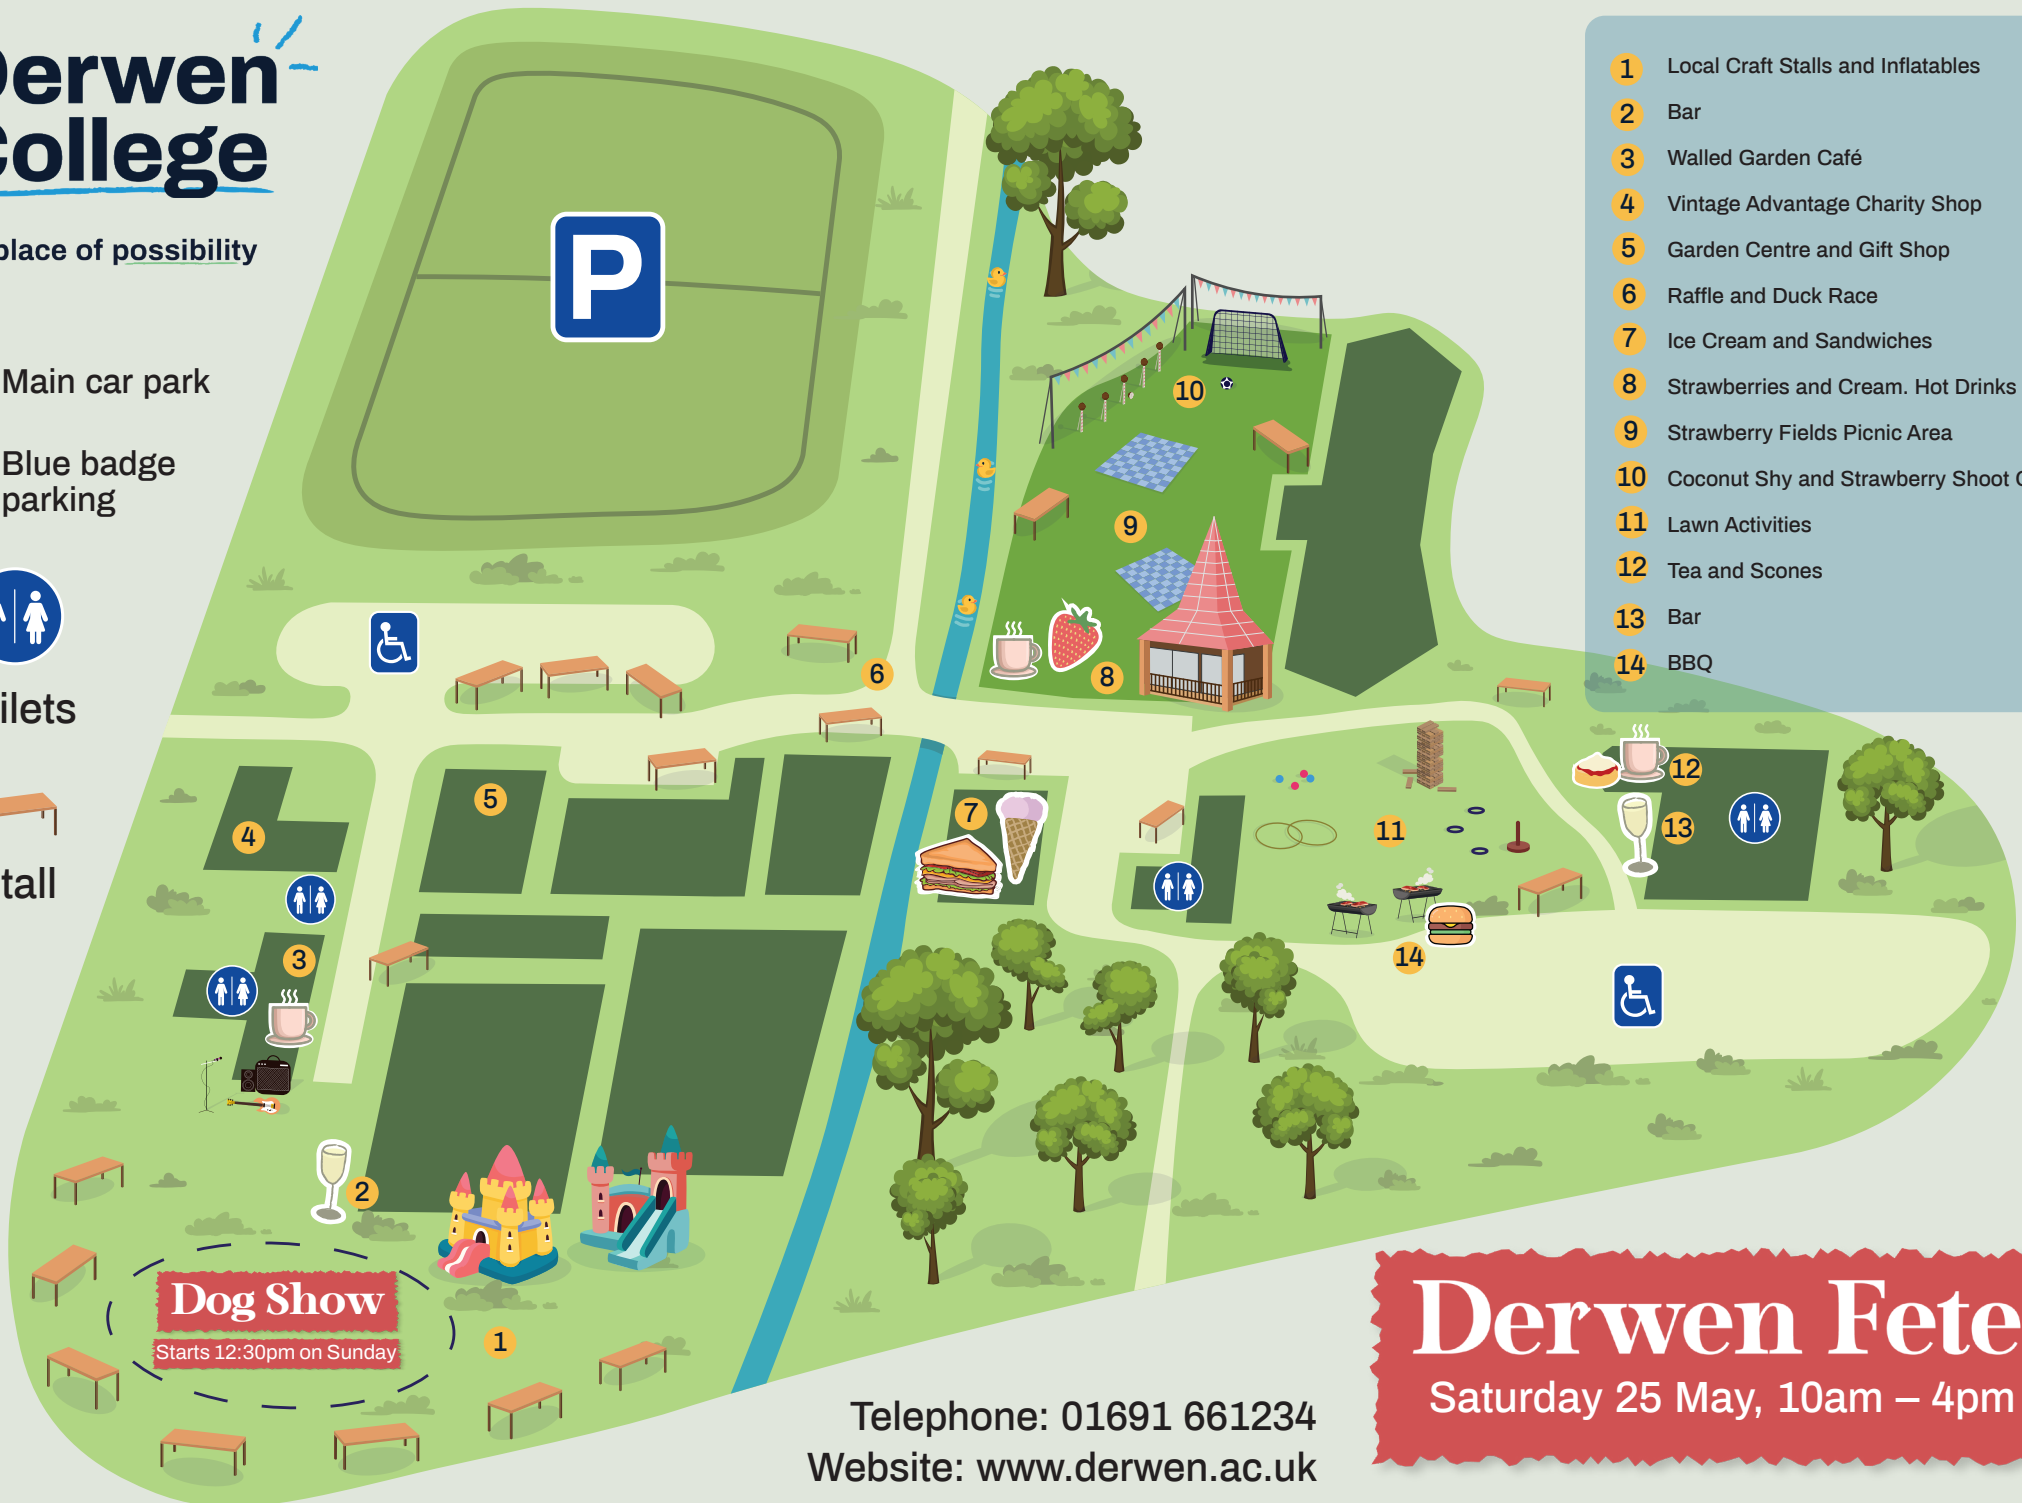 Derwen
College
place of possibility
Main car park
Blue badge
parking
ilets
tall
P
1 Local Craft Stalls and Inflatables
2 Bar
3 Walled Garden Café
4 Vintage Advantage Charity Shop
5 Garden Centre and Gift Shop
6 Raffle and Duck Race
7 Ice Cream and Sandwiches
8 Strawberries and Cream. Hot Drinks
9 Strawberry Fields Picnic Area
10 Coconut Shy and Strawberry Shoot
11 Lawn Activities
12 Tea and Scones
13 Bar
14 BBQ
10
9
6
8
5
7
4
11
12
13
3
14
2
1
Dog Show
Starts 12:30pm on Sunday
Telephone: 01691 661234
Website: www.derwen.ac.uk
Derwen Fete
Saturday 25 May, 10am – 4pm